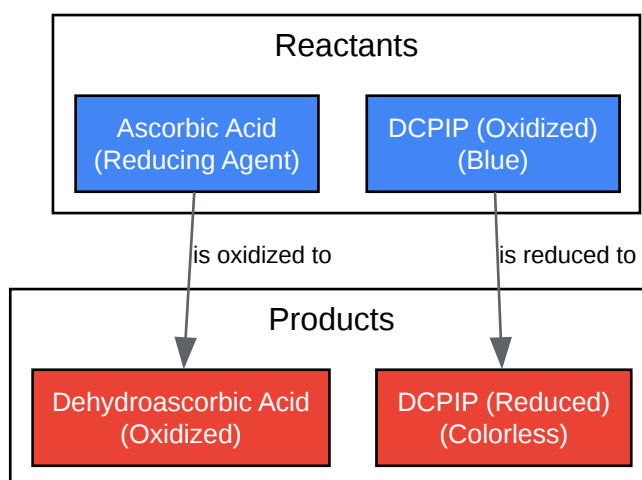 Reactants
Ascorbic Acid
(Reducing Agent)
DCPIP (Oxidized)
(Blue)
is oxidized to
is reduced to
Products
Dehydroascorbic Acid
(Oxidized)
DCPIP (Reduced)
(Colorless)